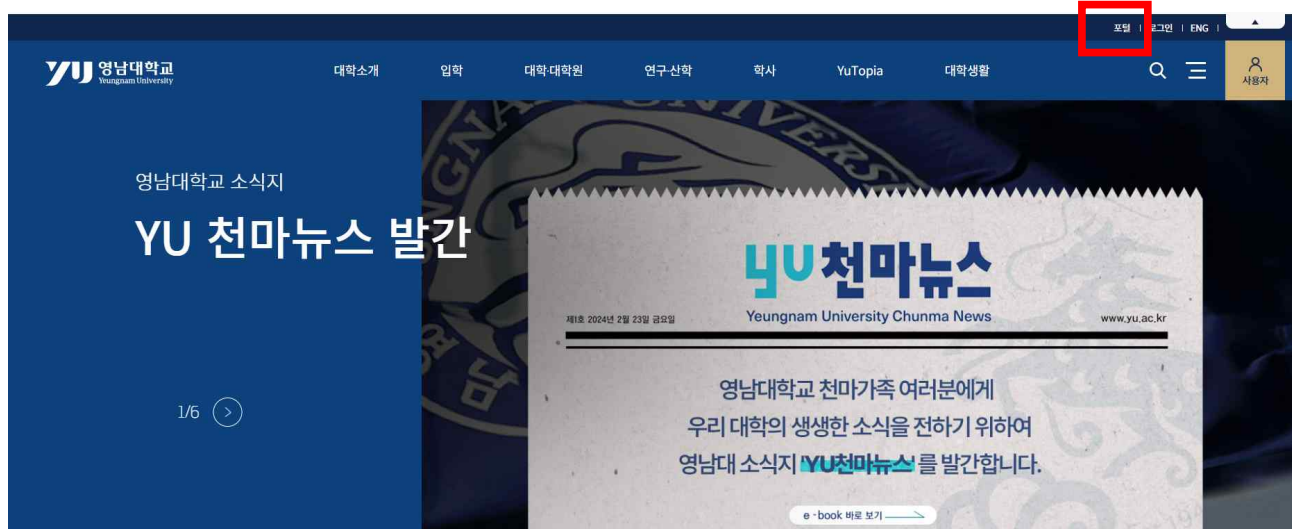 포털 | 로그인 | ENG |
영남대학교
Yeungnam University
대학소개 입학 대학·대학원 연구·산학 학사 YuTopia 대학생활
사용자
영남대학교 소식지
YU 천마뉴스 발간
1/6
yu천마뉴스
제1호 2024년 2월 23일 금요일 Yeungnam University Chunma News www.yu.ac.kr
영남대학교 천마가족 여러분에게
우리 대학의 생생한 소식을 전하기 위하여
영남대 소식지 'YU천마뉴스' 를 발간합니다.
e-book 바로 보기